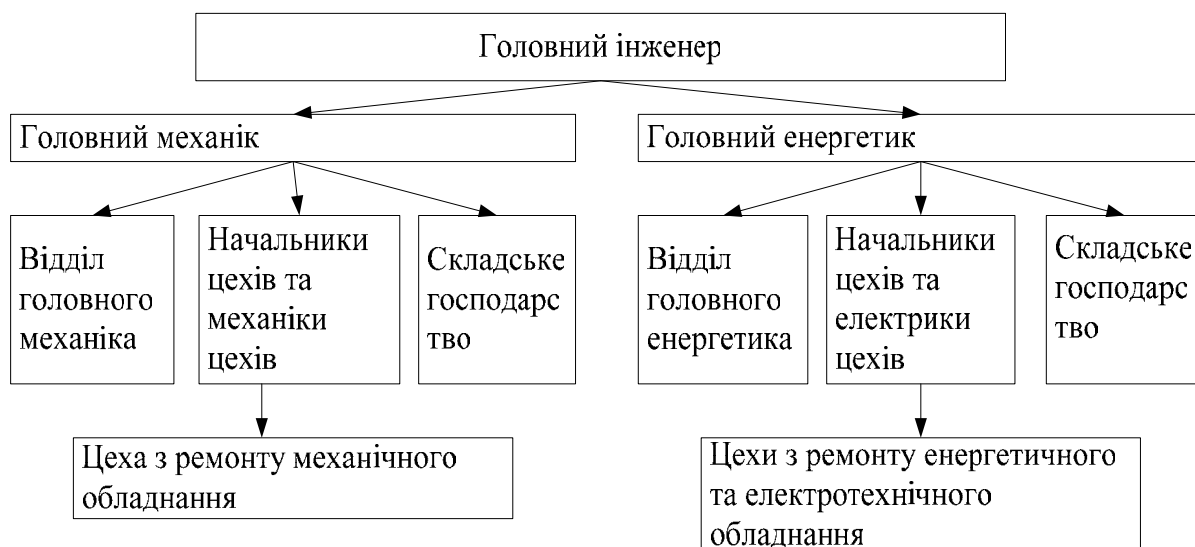 Головний інженер
Головний механік
Головний енергетик
Відділ
головного
механіка
Начальники
цехів та
механіки
цехів
Складське
господарс
тво
Відділ
головного
енергетика
Начальники
цехів та
електрики
цехів
Складське
господарс
тво
Цеха з ремонту механічного
обладнання
Цехи з ремонту енергетичного
та електротехнічного
обладнання